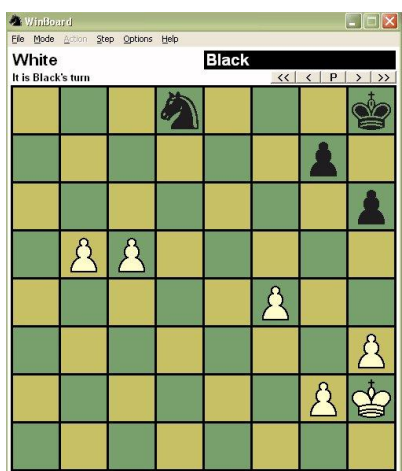 WinBoard
File Mode Action Step Options Help
White Black
It is Black's turn << < P > >>